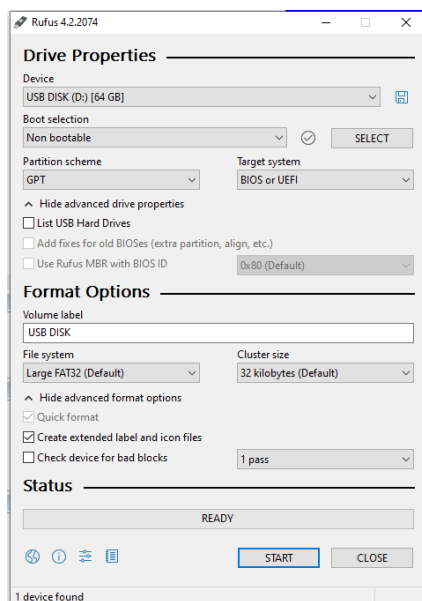 Rufus 4.2.2074
Drive Properties
Device
USB DISK (D:) [64 GB]
Boot selection
Non bootable
SELECT
Partition scheme Target system
GPT BIOS or UEFI
Hide advanced drive properties
List USB Hard Drives
Add fixes for old BIOSes (extra partition, align, etc.)
Use Rufus MBR with BIOS ID 0x80 (Default)
Format Options
Volume label
USB DISK
File system Cluster size
Large FAT32 (Default) 32 kilobytes (Default)
Hide advanced format options
Quick format
Create extended label and icon files
Check device for bad blocks 1 pass
Status
READY
START CLOSE
1 device found